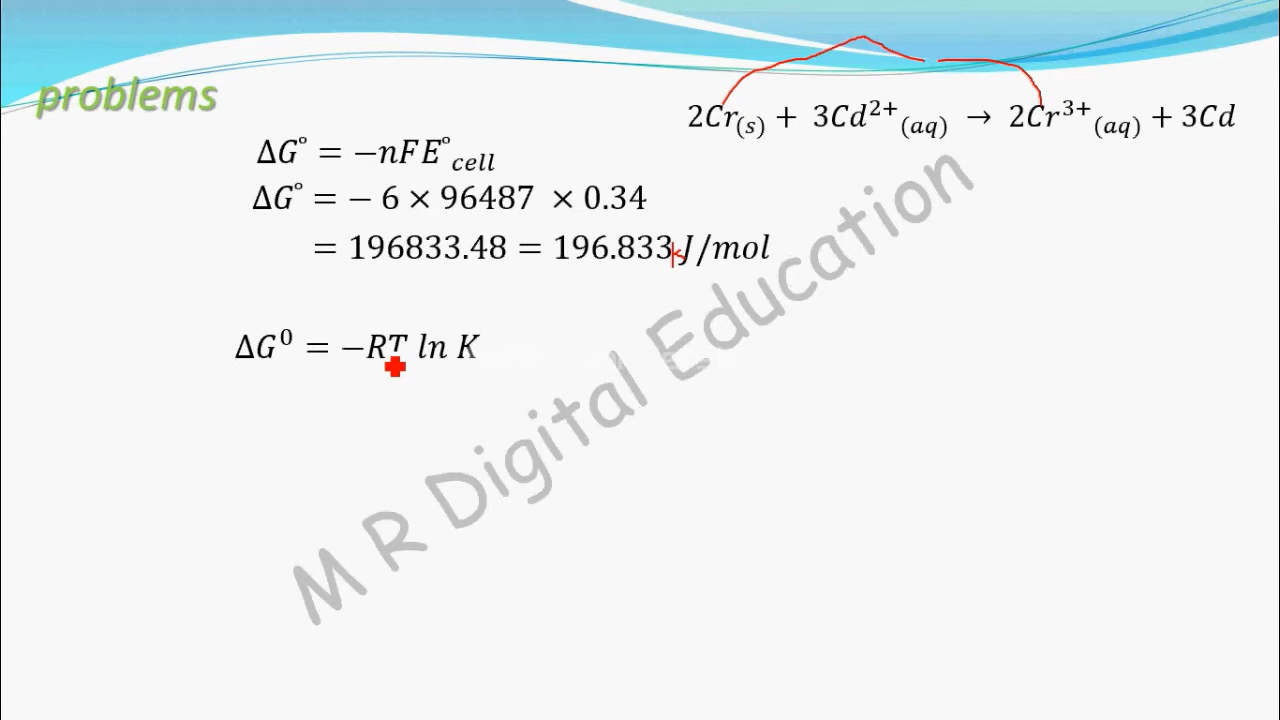 problems
2Cr(s) + 3Cd²⁺(aq) → 2Cr³⁺(aq) + 3Cd
ΔG° = −nFE°cell
ΔG° = − 6 × 96487 × 0.34
= 196833.48 = 196.833kJ/mol
ΔG⁰ = −RT ln K
M R Digital Education